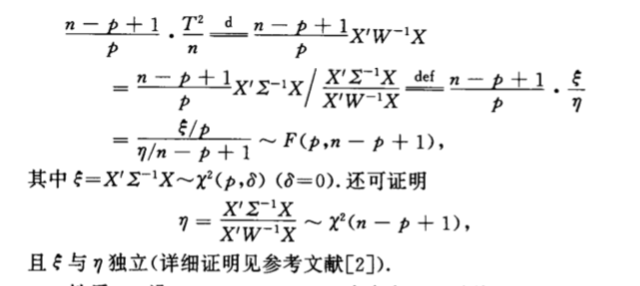 n − p + 1/p · T²/n =ᵈ n − p + 1/p X′W⁻¹X
= n − p + 1/p X′Σ⁻¹X / X′Σ⁻¹X/X′W⁻¹X =ᵈᵉᶠ n − p + 1/p · ξ/η
= ξ/p/η/n − p + 1 ~ F(p,n − p + 1),
其中 ξ=X′Σ⁻¹X~χ²(p,δ) (δ=0). 还可证明
η = X′Σ⁻¹X/X′W⁻¹X ~ χ²(n − p + 1),
且 ξ 与 η 独立(详细证明见参考文献[2]).